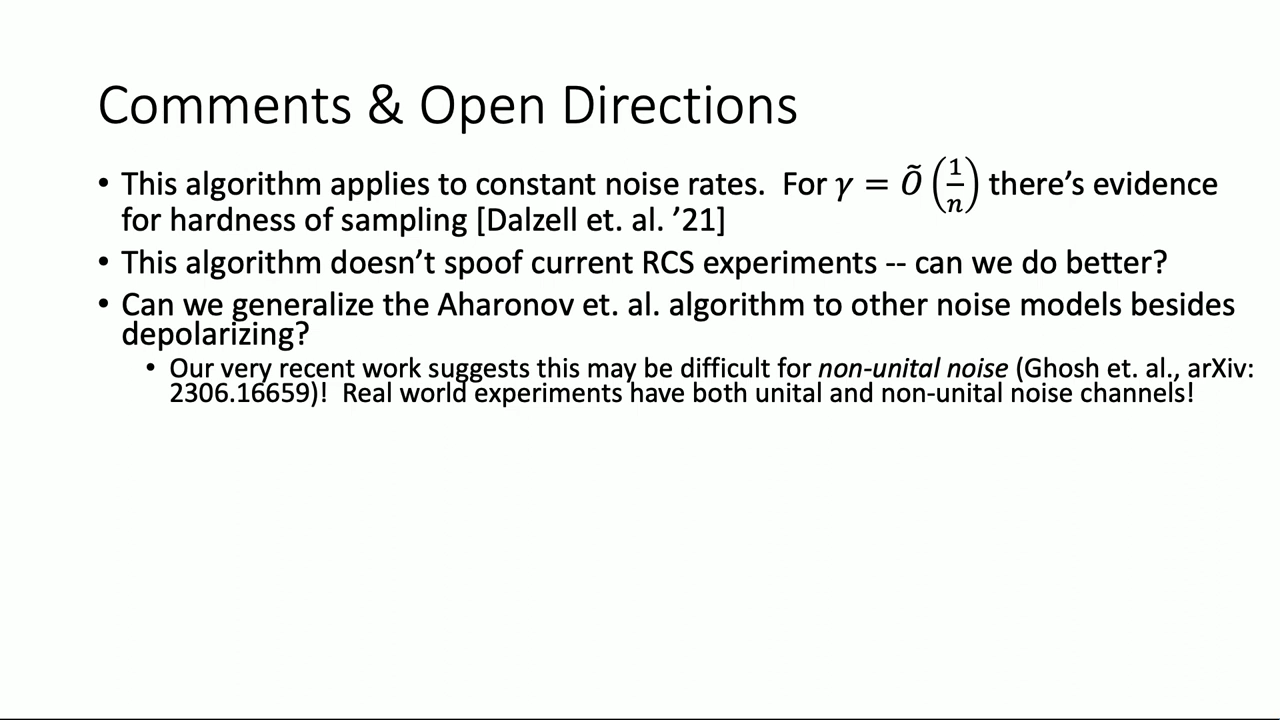 Comments & Open Directions
• This algorithm applies to constant noise rates.  For 𝛾 = Õ (1/n) there’s evidence
for hardness of sampling [Dalzell et. al. ’21]
• This algorithm doesn’t spoof current RCS experiments -- can we do better?
• Can we generalize the Aharonov et. al. algorithm to other noise models besides
depolarizing?
• Our very recent work suggests this may be difficult for non-unital noise (Ghosh et. al., arXiv:
2306.16659)!  Real world experiments have both unital and non-unital noise channels!